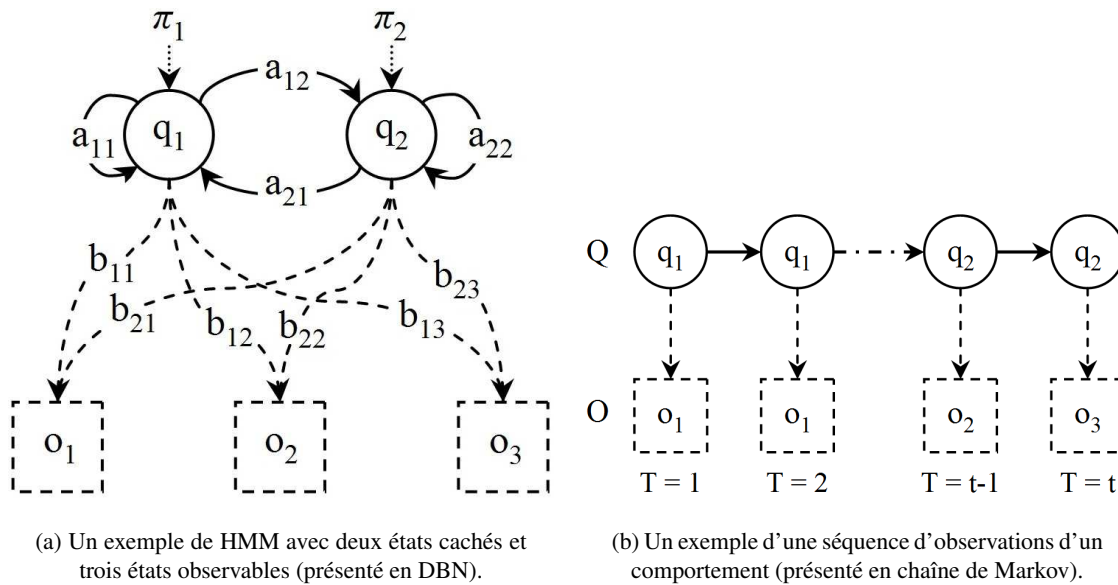 π1 π2
a12
q1 q2
a11 a22
a21
b11 b23
b21 b12 b22 b13
o1 o2 o3
(a) Un exemple de HMM avec deux états cachés et
trois états observables (présenté en DBN).
Q q1 q1 q2 q2
O o1 o1 o2 o3
T = 1 T = 2 T = t-1 T = t
(b) Un exemple d'une séquence d'observations d'un
comportement (présenté en chaîne de Markov).